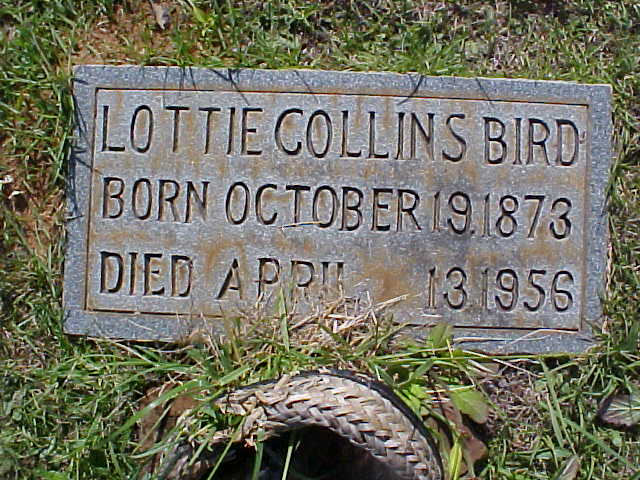 LOTTIE COLLINS BIRD
BORN OCTOBER 19.1873
DIED APRIL 13.1956